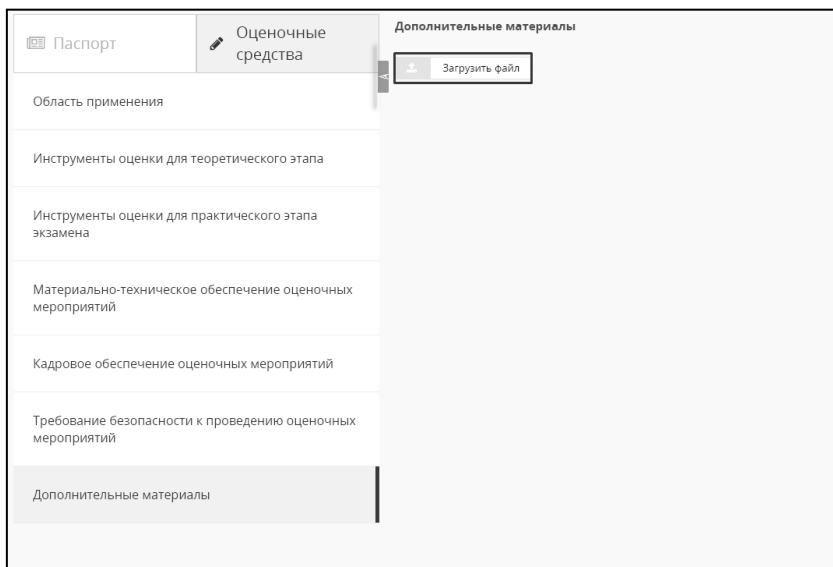 Паспорт
Оценочные
средства
Область применения
Инструменты оценки для теоретического этапа
Инструменты оценки для практического этапа
экзамена
Материально-техническое обеспечение оценочных
мероприятий
Кадровое обеспечение оценочных мероприятий
Требование безопасности к проведению оценочных
мероприятий
Дополнительные материалы
Дополнительные материалы
Загрузить файл